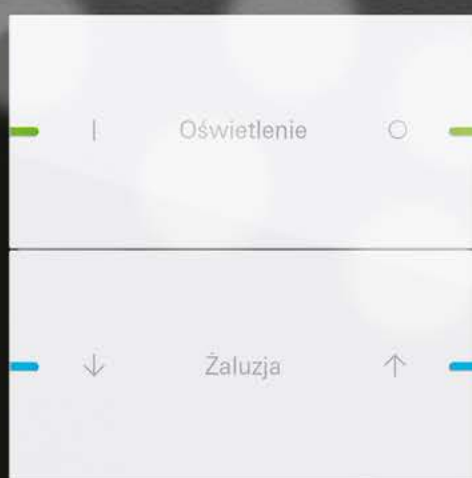 | Oświetlenie O
↓ Żaluzja ↑